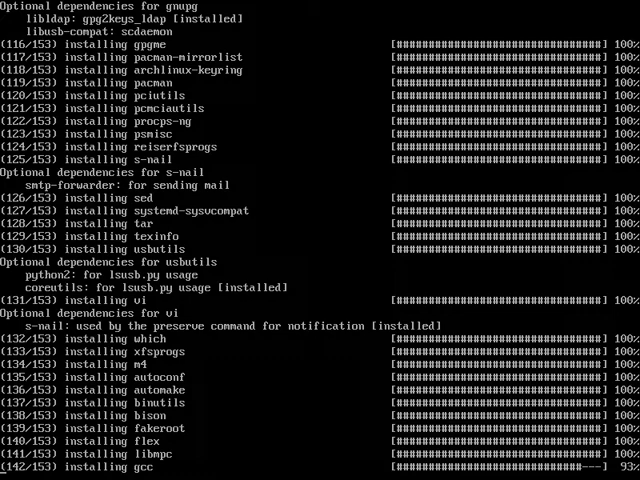 Optional dependencies for gnupg
    libldap: gpg2keys_ldap [installed]
    libusb-compat: scdaemon
(116/153) installing gpgme [################################] 100%
(117/153) installing pacman-mirrorlist [################################] 100%
(118/153) installing archlinux-keyring [################################] 100%
(119/153) installing pacman [################################] 100%
(120/153) installing pciutils [################################] 100%
(121/153) installing pcmciautils [################################] 100%
(122/153) installing procps-ng [################################] 100%
(123/153) installing psmisc [################################] 100%
(124/153) installing reiserfsprogs [################################] 100%
(125/153) installing s-nail [################################] 100%
Optional dependencies for s-nail
    smtp-forwarder: for sending mail
(126/153) installing sed [################################] 100%
(127/153) installing systemd-sysvcompat [################################] 100%
(128/153) installing tar [################################] 100%
(129/153) installing texinfo [################################] 100%
(130/153) installing usbutils [################################] 100%
Optional dependencies for usbutils
    python2: for lsusb.py usage
    coreutils: for lsusb.py usage [installed]
(131/153) installing vi [################################] 100%
Optional dependencies for vi
    s-nail: used by the preserve command for notification [installed]
(132/153) installing which [################################] 100%
(133/153) installing xfsprogs [################################] 100%
(134/153) installing m4 [################################] 100%
(135/153) installing autoconf [################################] 100%
(136/153) installing automake [################################] 100%
(137/153) installing binutils [################################] 100%
(138/153) installing bison [################################] 100%
(139/153) installing fakeroot [################################] 100%
(140/153) installing flex [################################] 100%
(141/153) installing libmpc [################################] 100%
(142/153) installing gcc [#############################---] 93%